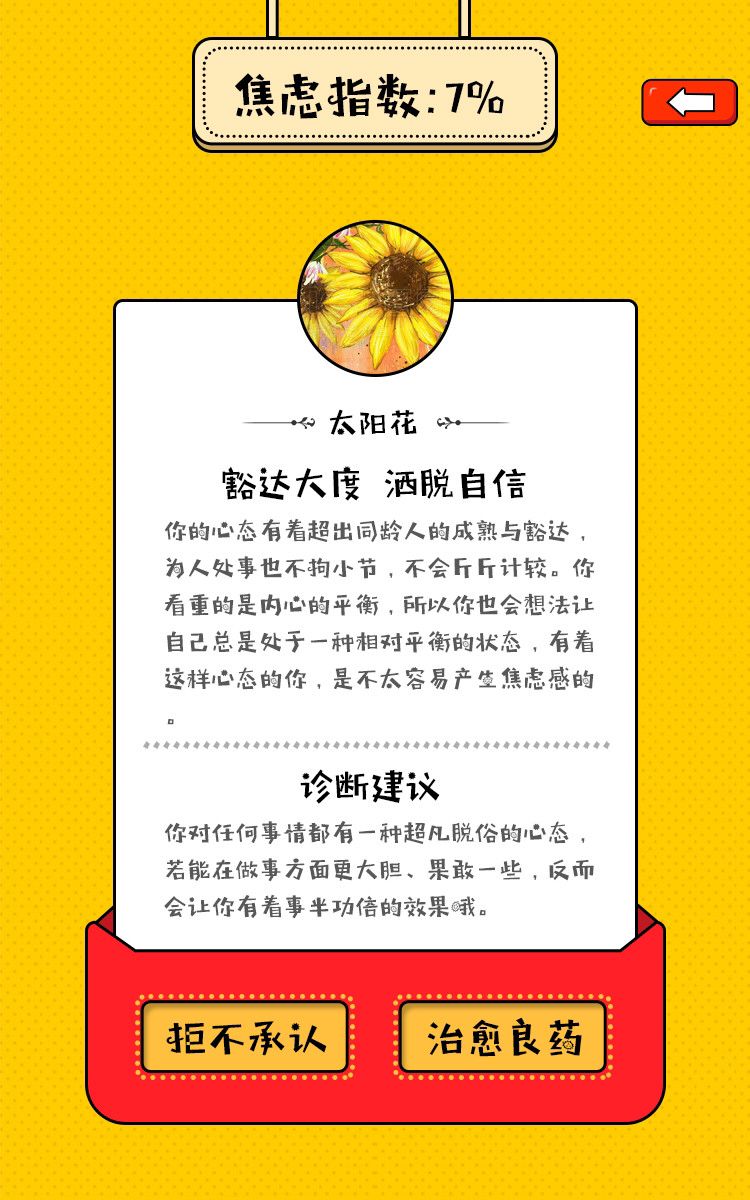 焦虑指数:7%
太阳花
豁达大度 洒脱自信
你的心态有着超出同龄人的成熟与豁达，
为人处事也不拘小节，不会斤斤计较。你
看重的是内心的平衡，所以你也会想法让
自己总是处于一种相对平衡的状态，有着
这样心态的你，是不太容易产生焦虑感的
。
诊断建议
你对任何事情都有一种超凡脱俗的心态，
若能在做事方面更大胆、果敢一些，反而
会让你有着事半功倍的效果哦。
拒不承认
治愈良药